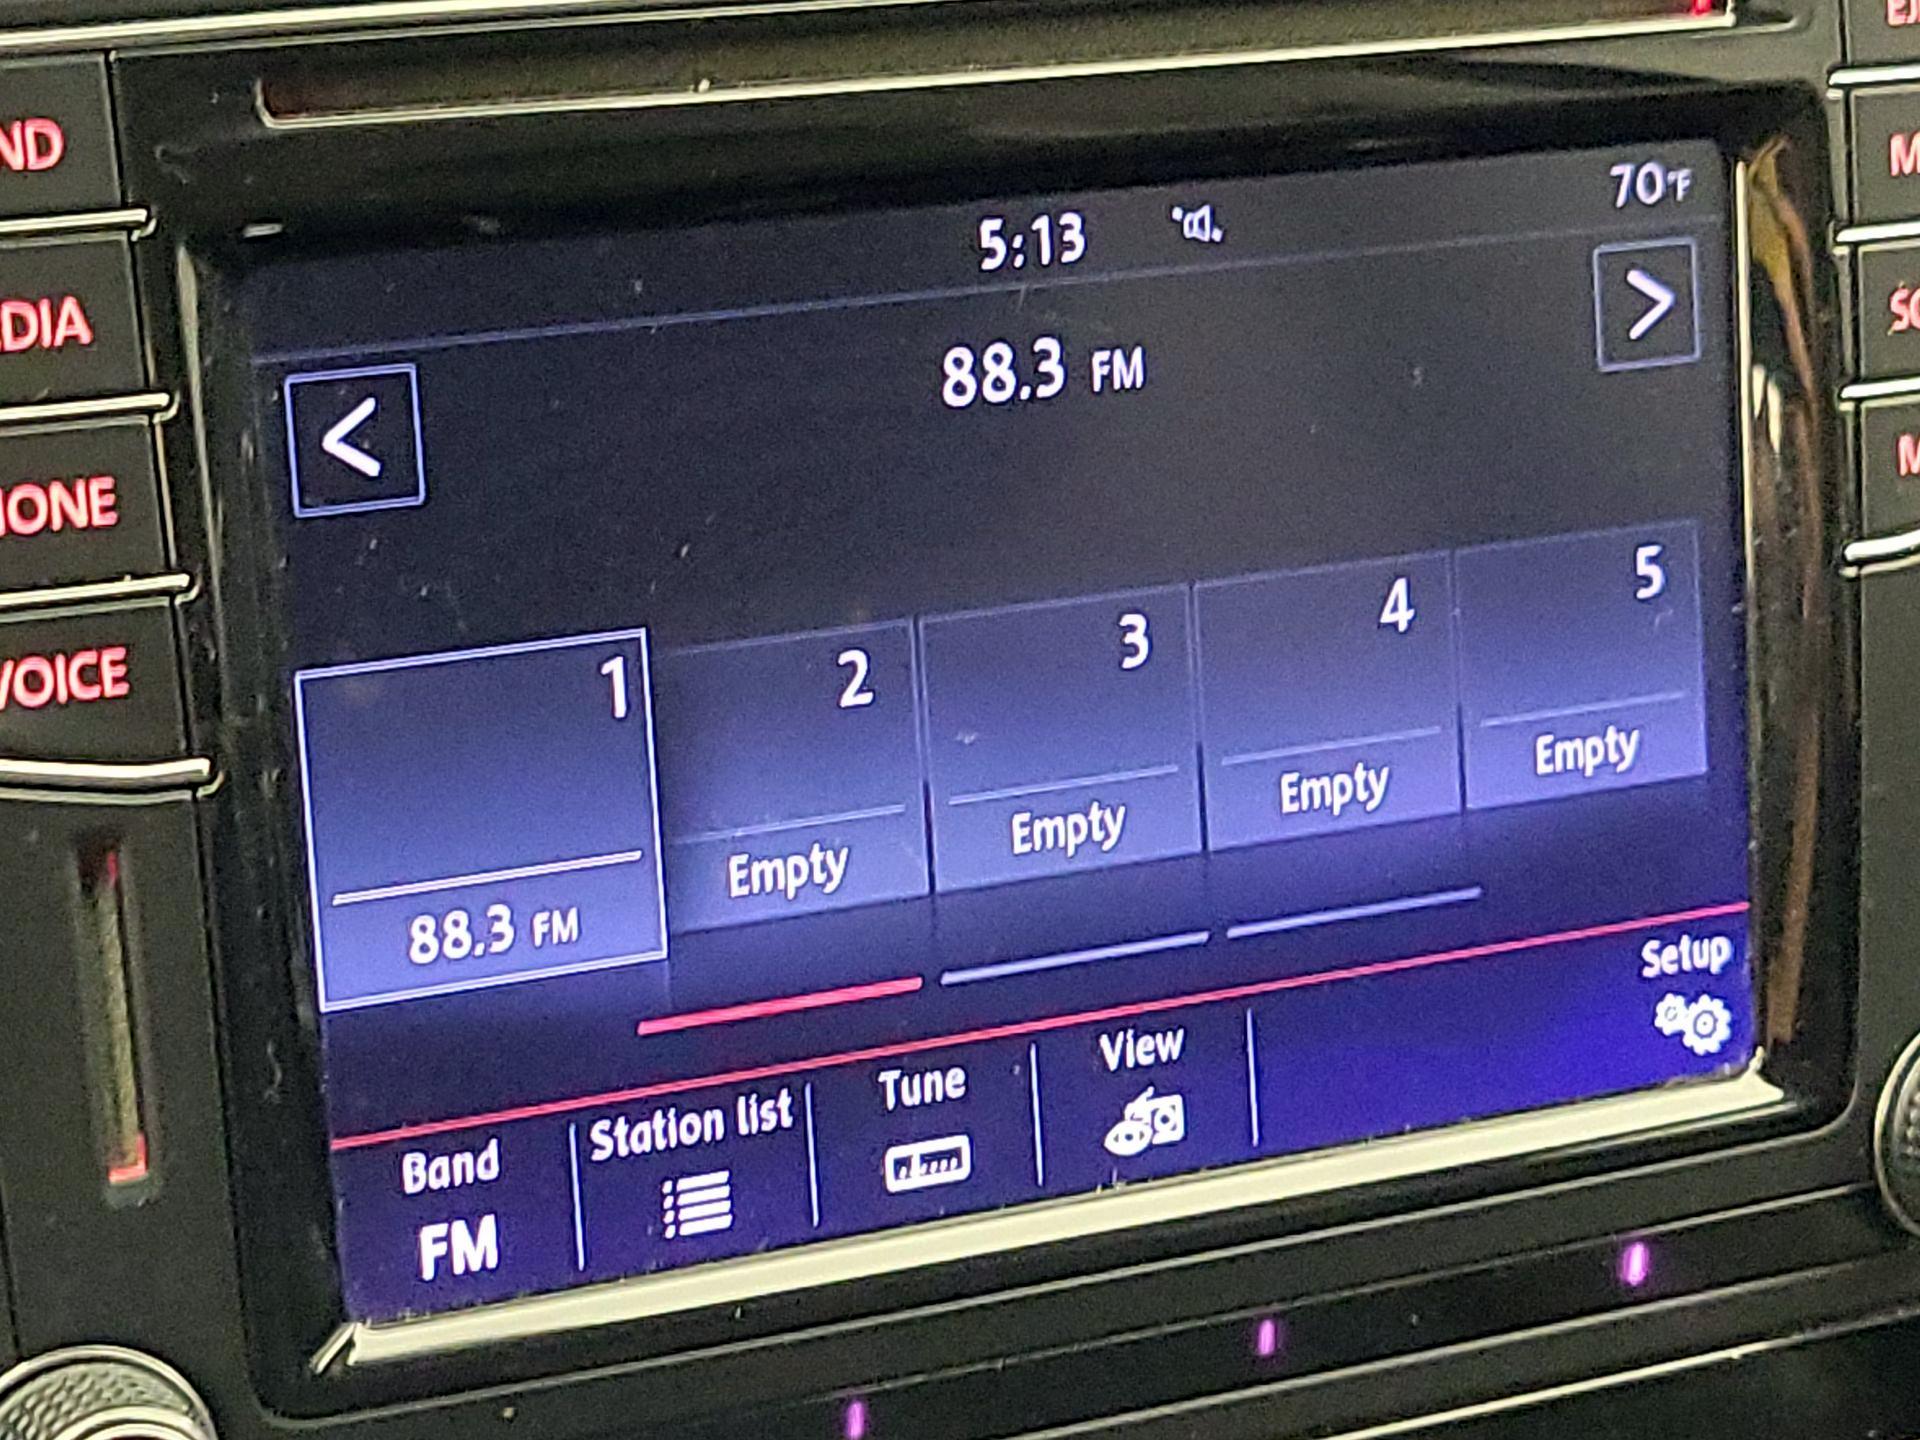 ND
DIA
IONE
VOICE
5:13
70°F
<
>
88.3 FM
1
2
3
4
5
88.3 FM
Empty
Empty
Empty
Empty
Band
FM
Station list
Tune
View
Setup
M
M